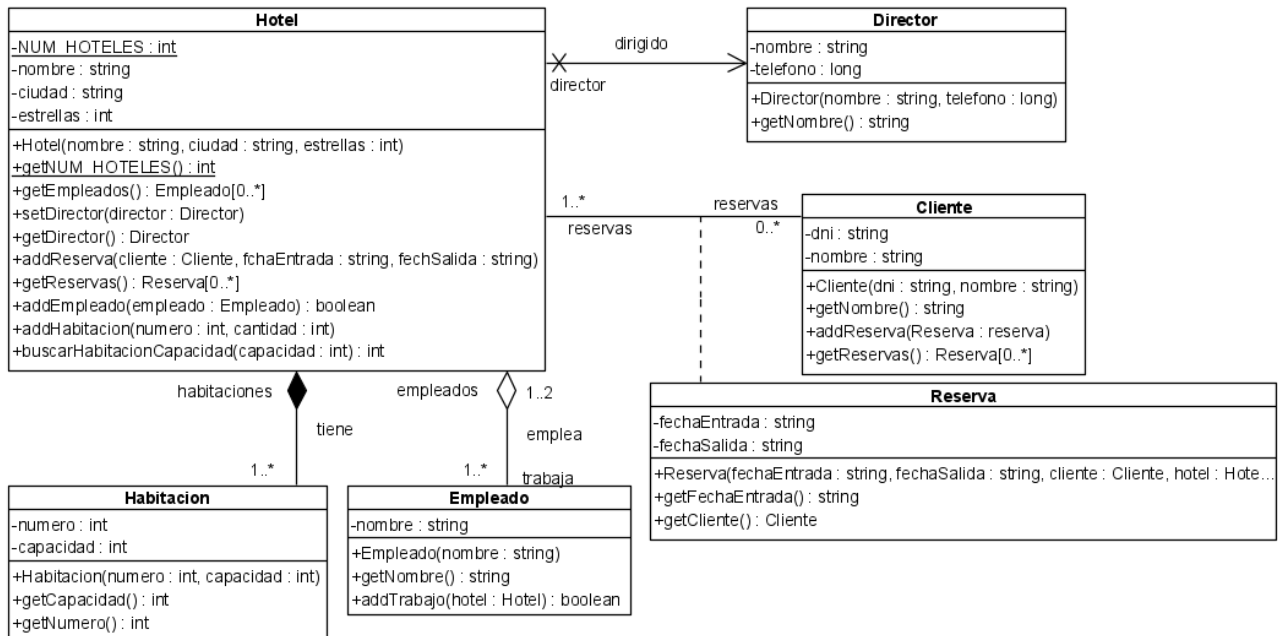 Hotel
-NUM_HOTELES : int
-nombre : string
-ciudad : string
-estrellas : int
+Hotel(nombre : string, ciudad : string, estrellas : int)
+getNUM_HOTELES() : int
+getEmpleados() : Empleado[0..*]
+setDirector(director : Director)
+getDirector() : Director
+addReserva(cliente : Cliente, fchaEntrada : string, fechSalida : string)
+getReservas() : Reserva[0..*]
+addEmpleado(empleado : Empleado) : boolean
+addHabitacion(numero : int, cantidad : int)
+buscarHabitacionCapacidad(capacidad : int) : int
dirigido
director
Director
-nombre : string
-telefono : long
+Director(nombre : string, telefono : long)
+getNombre() : string
1..*
reservas
reservas
0..*
Cliente
-dni : string
-nombre : string
+Cliente(dni : string, nombre : string)
+getNombre() : string
+addReserva(Reserva : reserva)
+getReservas() : Reserva[0..*]
habitaciones
tiene
1..*
empleados
1..2
emplea
1..*
trabaja
Reserva
-fechaEntrada : string
-fechaSalida : string
+Reserva(fechaEntrada : string, fechaSalida : string, cliente : Cliente, hotel : Hote...
+getFechaEntrada() : string
+getCliente() : Cliente
Habitacion
-numero : int
-capacidad : int
+Habitacion(numero : int, capacidad : int)
+getCapacidad() : int
+getNumero() : int
Empleado
-nombre : string
+Empleado(nombre : string)
+getNombre() : string
+addTrabajo(hotel : Hotel) : boolean